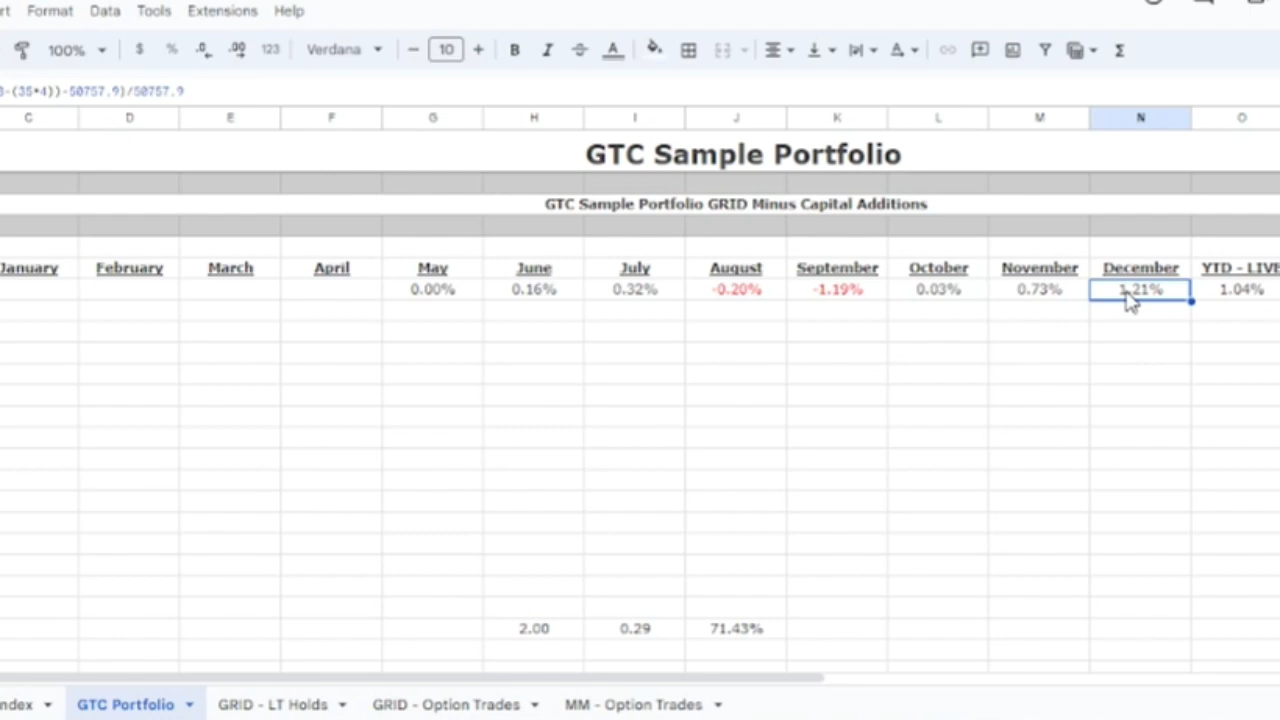 Format Data Tools Extensions Help
100% $ % .0 .00 123 Verdana − 10 + B I A Σ
-(35*4))-50757.9)/50757.9
C D E F G H I J K L M N O
GTC Sample Portfolio
GTC Sample Portfolio GRID Minus Capital Additions
January February March April May June July August September October November December YTD - LIVE
0.00% 0.16% 0.32% -0.20% -1.19% 0.03% 0.73% 1.21% 1.04%
2.00 0.29 71.43%
GTC Portfolio GRID - LT Holds GRID - Option Trades MM - Option Trades